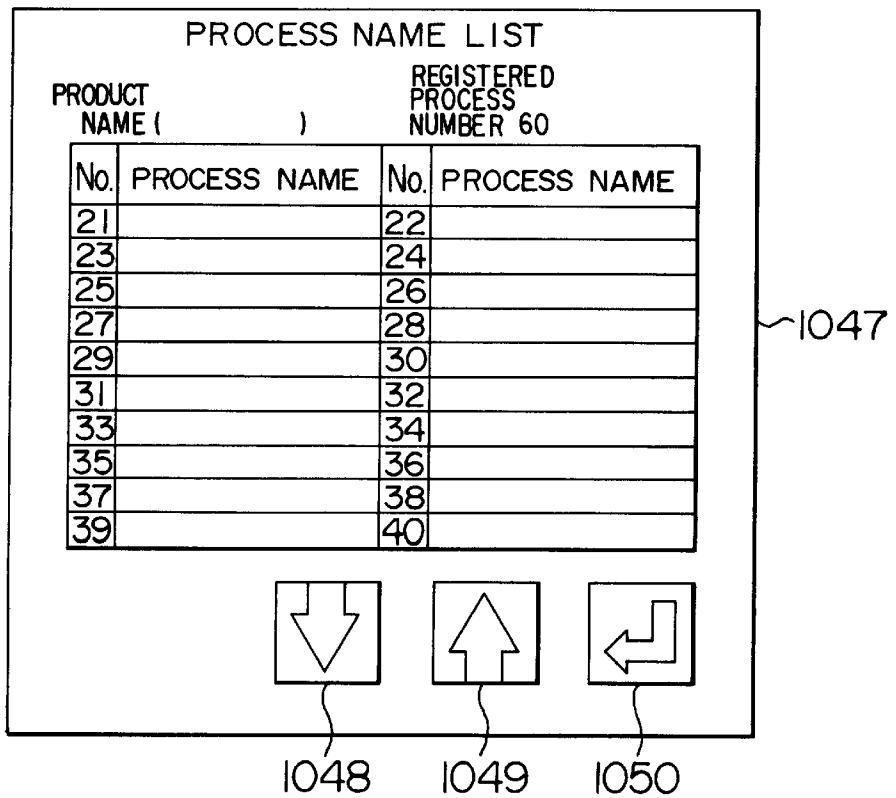 PROCESS NAME LIST
PRODUCT
NAME ( )
REGISTERED
PROCESS
NUMBER 60
No. PROCESS NAME No. PROCESS NAME
21 22
23 24
25 26
27 28
29 30
31 32
33 34
35 36
37 38
39 40
1047
1048 1049 1050